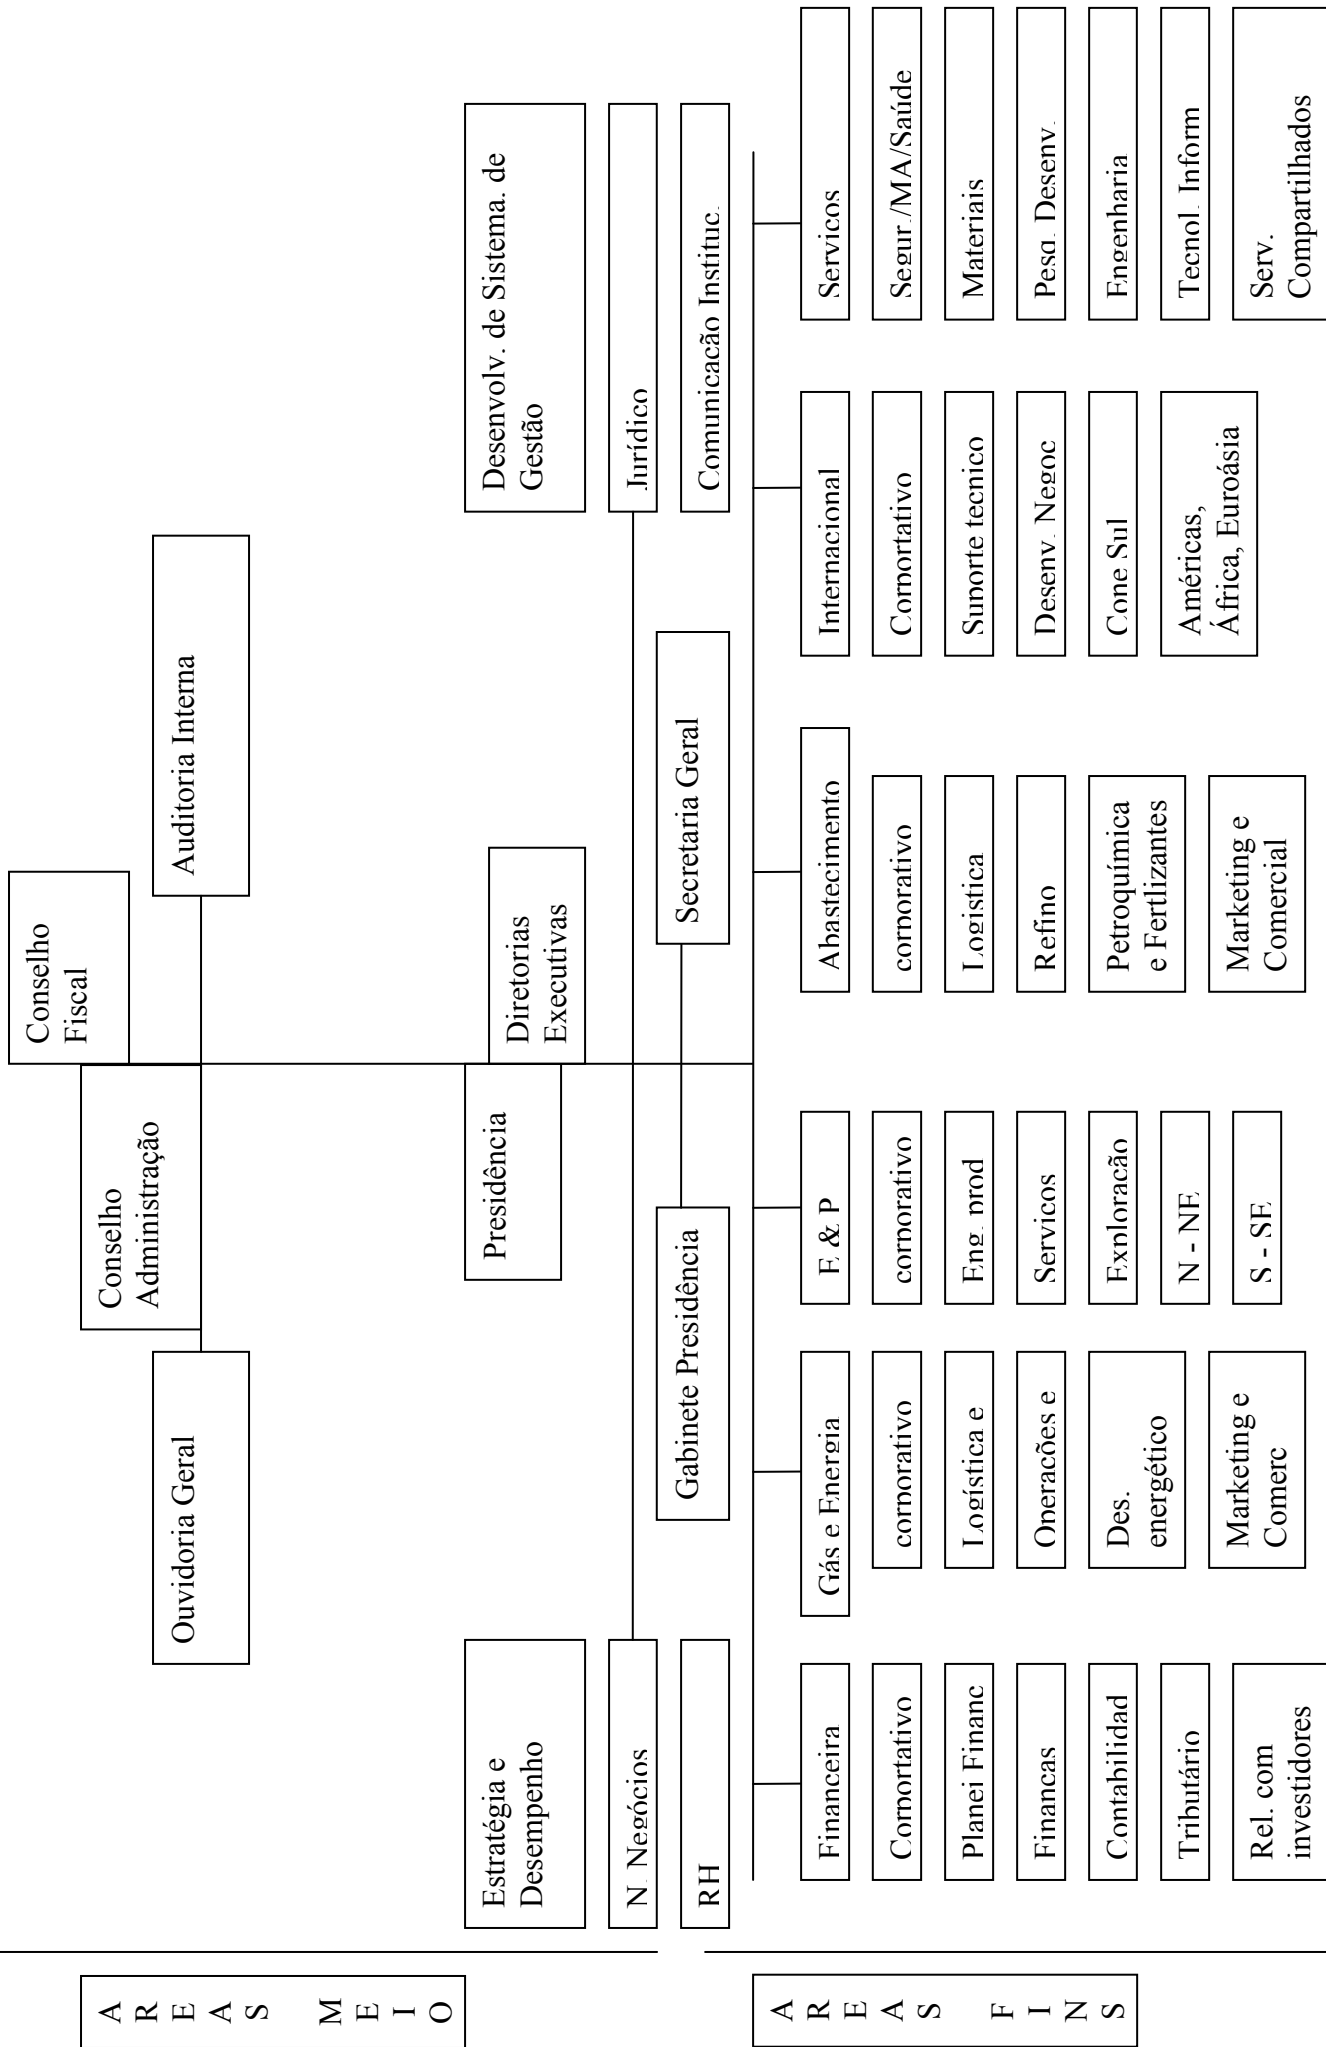 Conselho
Fiscal
Conselho
Administração
Ouvidoria Geral
Auditoria Interna
Estratégia e
Desempenho
Presidência
Diretorias
Executivas
Desenvolv. de Sistema. de
Gestão
N. Negócios
Jurídico
RH
Gabinete Presidência
Secretaria Geral
Comunicação Instituc.
AREAS MEIO
Financeira
Corportativo
Planej Financ
Finanças
Contabilidad
Tributário
Rel. com
investidores
Gás e Energia
corporativo
Logística e
Operações e
Des.
energético
Marketing e
Comerc
E & P
corporativo
Eng. prod
Serviços
Exploração
N - NE
S - SE
Abastecimento
corporativo
Logistica
Refino
Petroquímica
e Fertlizantes
Marketing e
Comercial
Internacional
Corportativo
Suporte tecnico
Desenv. Negoc
Cone Sul
Américas,
África, Euroásia
Serviços
Segur./MA/Saúde
Materiais
Pesq. Desenv.
Engenharia
Tecnol. Inform
Serv.
Compartilhados
AREAS FINS